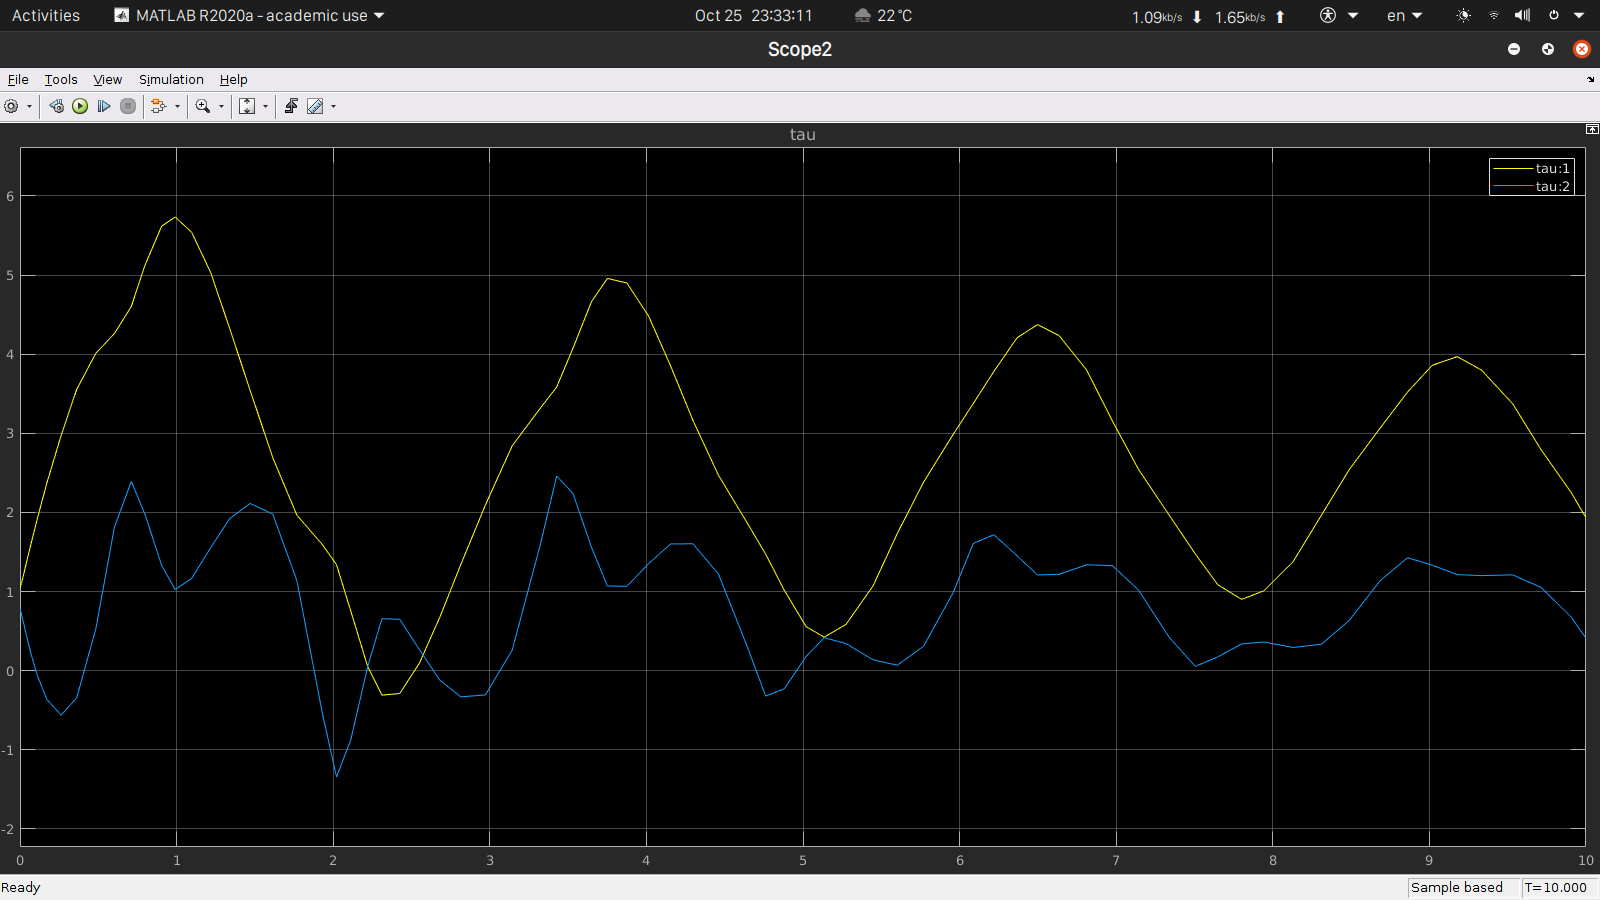 Activities MATLAB R2020a - academic use Oct 25 23:33:11 22 °C 1.09kb/s 1.65kb/s en
Scope2
File Tools View Simulation Help
tau
tau:1
tau:2
6
5
4
3
2
1
0
-1
-2
0 1 2 3 4 5 6 7 8 9 10
Ready Sample based T=10.000